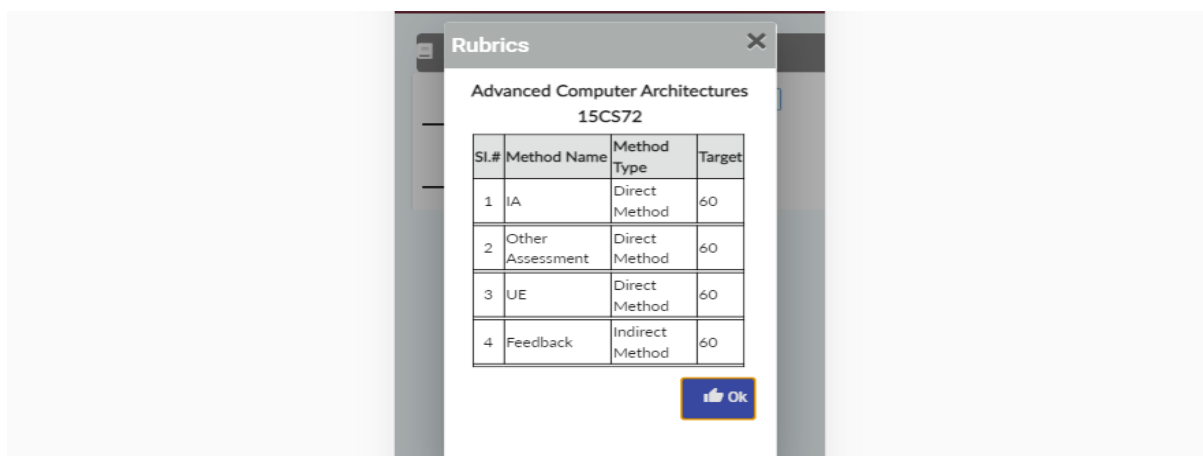 Rubrics
Advanced Computer Architectures
15CS72
Sl.# Method Name Method Type Target
1 IA Direct Method 60
2 Other Assessment Direct Method 60
3 UE Direct Method 60
4 Feedback Indirect Method 60
Ok